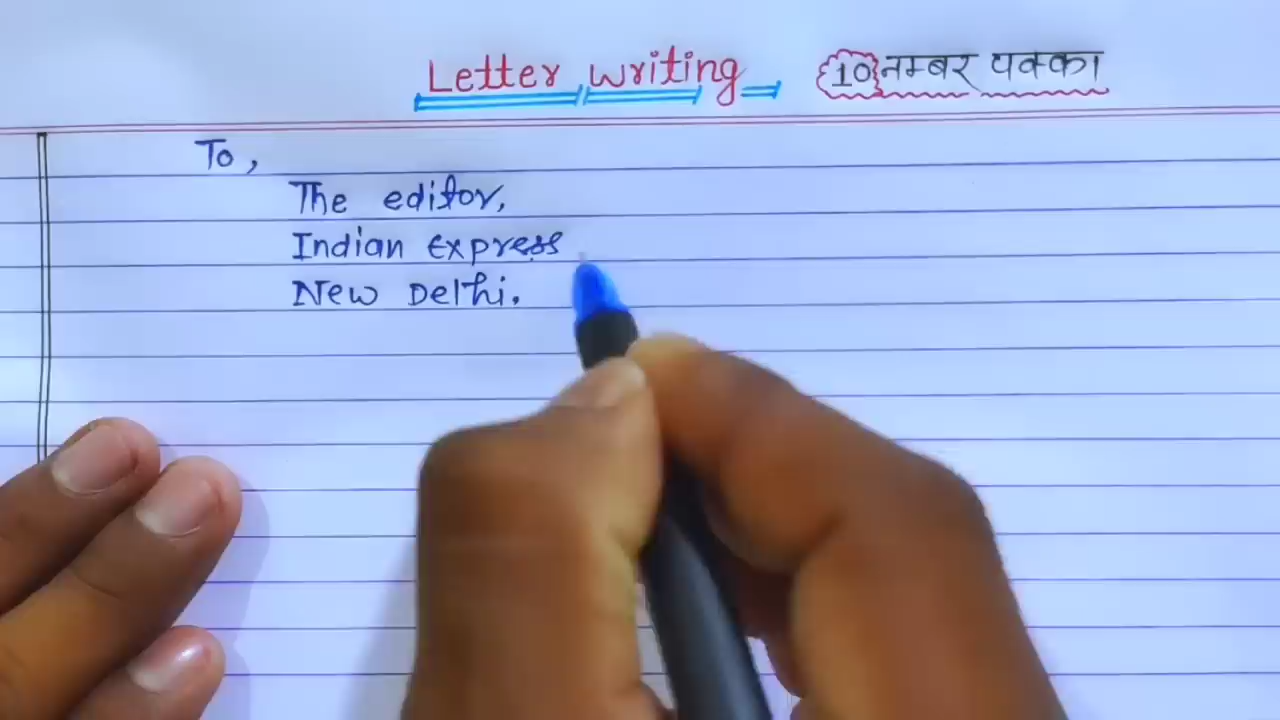 Letter writing 10 नम्बर पक्का
To,
The editor,
Indian Express
New Delhi.